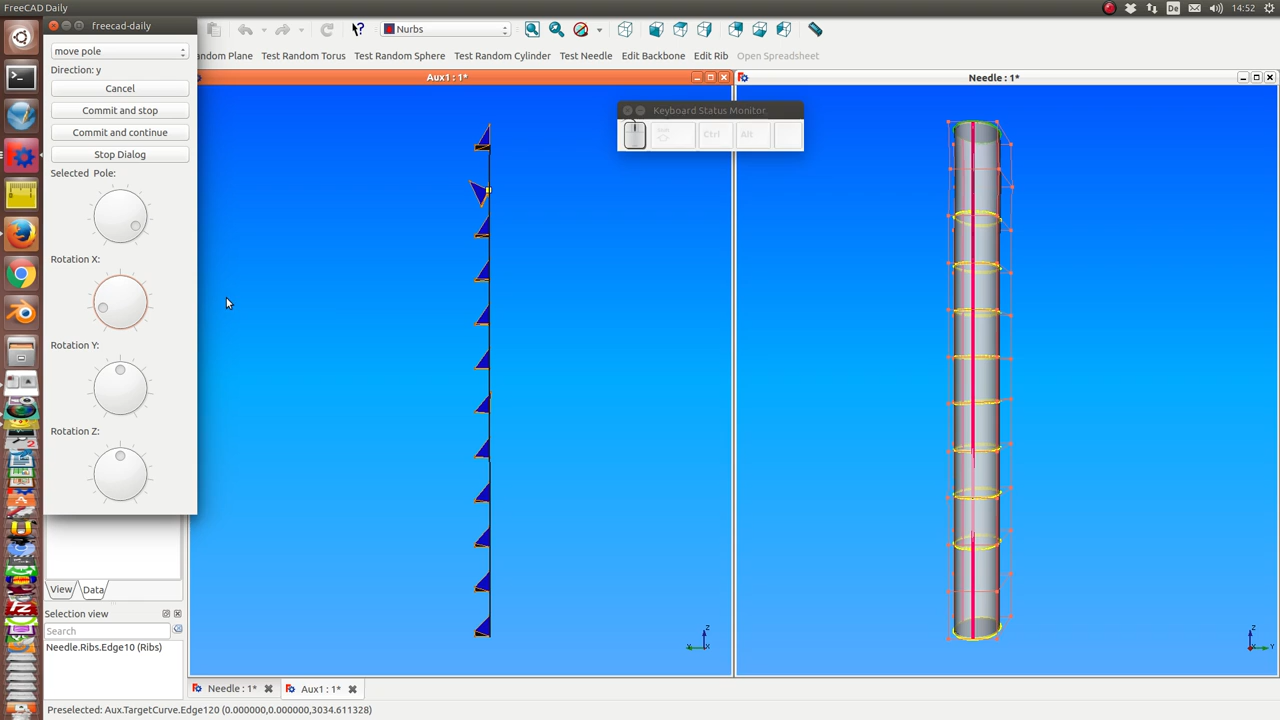 FreeCAD Daily
De
14:52
freecad-daily
move pole
Direction: y
Cancel
Commit and stop
Commit and continue
Stop Dialog
Selected Pole:
Rotation X:
Rotation Y:
Rotation Z:
Nurbs
andom Plane
Test Random Torus
Test Random Sphere
Test Random Cylinder
Test Needle
Edit Backbone
Edit Rib
Open Spreadsheet
Aux1 : 1*
Needle : 1*
Keyboard Status Monitor
Ctrl
Alt
Z
X
Z
Y
View
Data
Selection view
Search
Needle.Ribs.Edge10 (Ribs)
Needle : 1*
Aux1 : 1*
Preselected: Aux.TargetCurve.Edge120 (0.000000,0.000000,3034.611328)